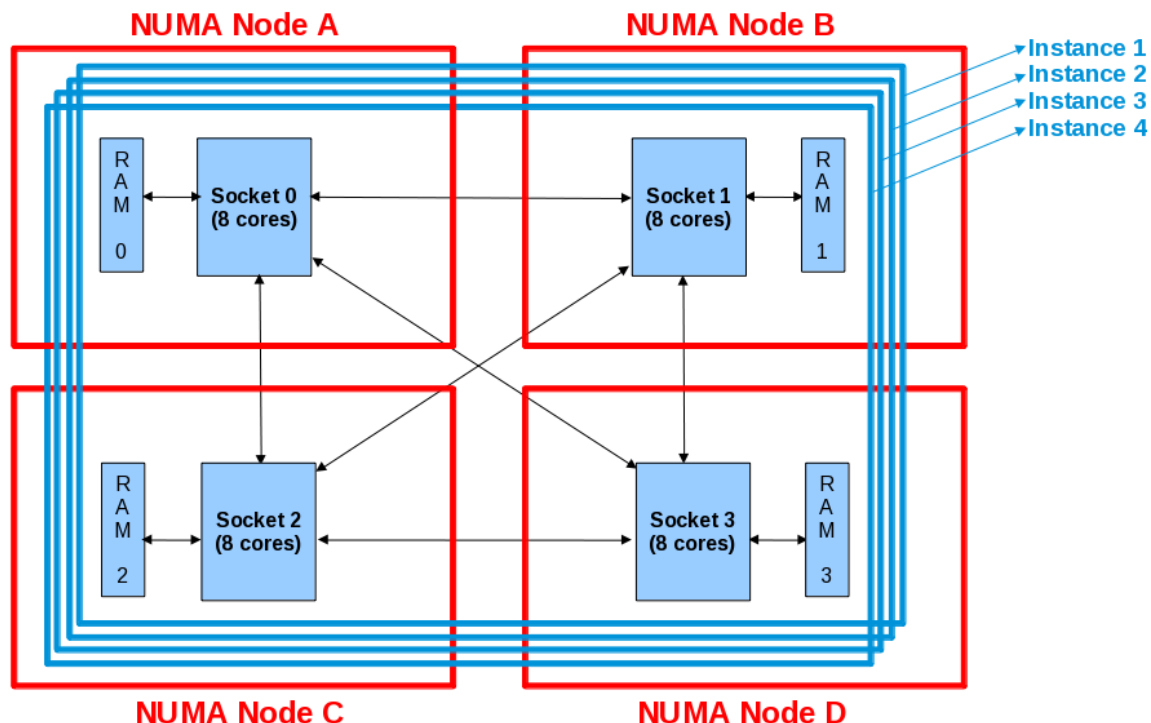 NUMA Node A
NUMA Node B
Instance 1
Instance 2
Instance 3
Instance 4
R
A
M
0
Socket 0
(8 cores)
Socket 1
(8 cores)
R
A
M
1
R
A
M
2
Socket 2
(8 cores)
Socket 3
(8 cores)
R
A
M
3
NUMA Node C
NUMA Node D